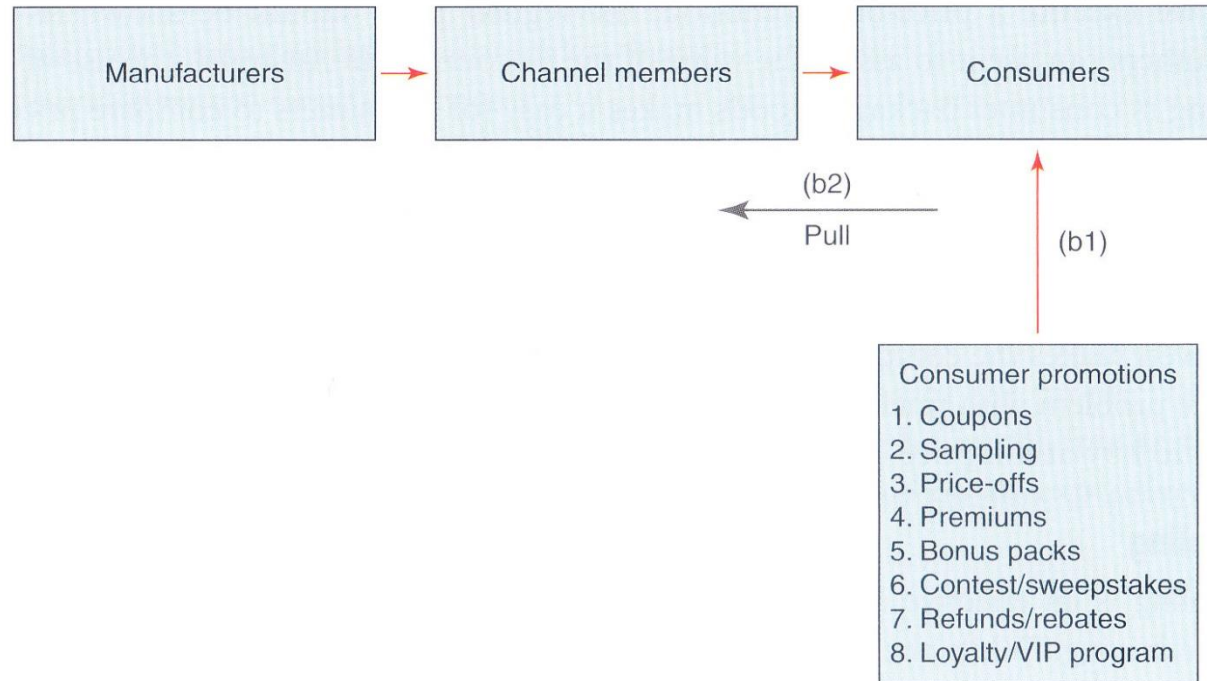 Manufacturers
Channel members
Consumers
(b2)
Pull
(b1)
Consumer promotions
1. Coupons
2. Sampling
3. Price-offs
4. Premiums
5. Bonus packs
6. Contest/sweepstakes
7. Refunds/rebates
8. Loyalty/VIP program